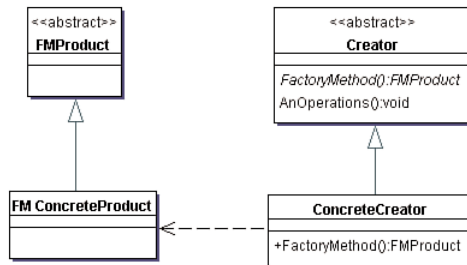 <<abstract>>
FMProduct
<<abstract>>
Creator
FactoryMethod():FMProduct
AnOperations():void
FM ConcreteProduct
ConcreteCreator
+FactoryMethod():FMProduct